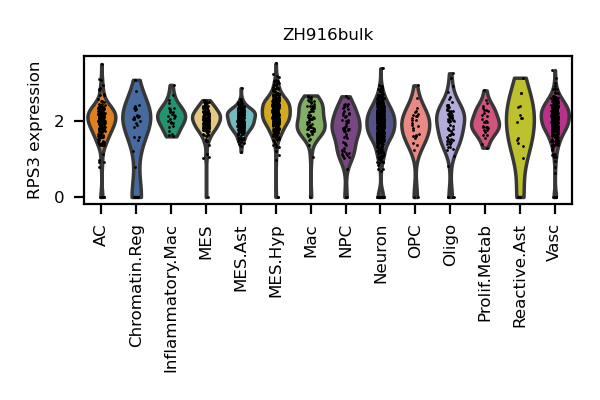 ZH916bulk
RPS3 expression
2
0
AC
Chromatin.Reg
Inflammatory.Mac
MES
MES.Ast
MES.Hyp
Mac
NPC
Neuron
OPC
Oligo
Prolif.Metab
Reactive.Ast
Vasc